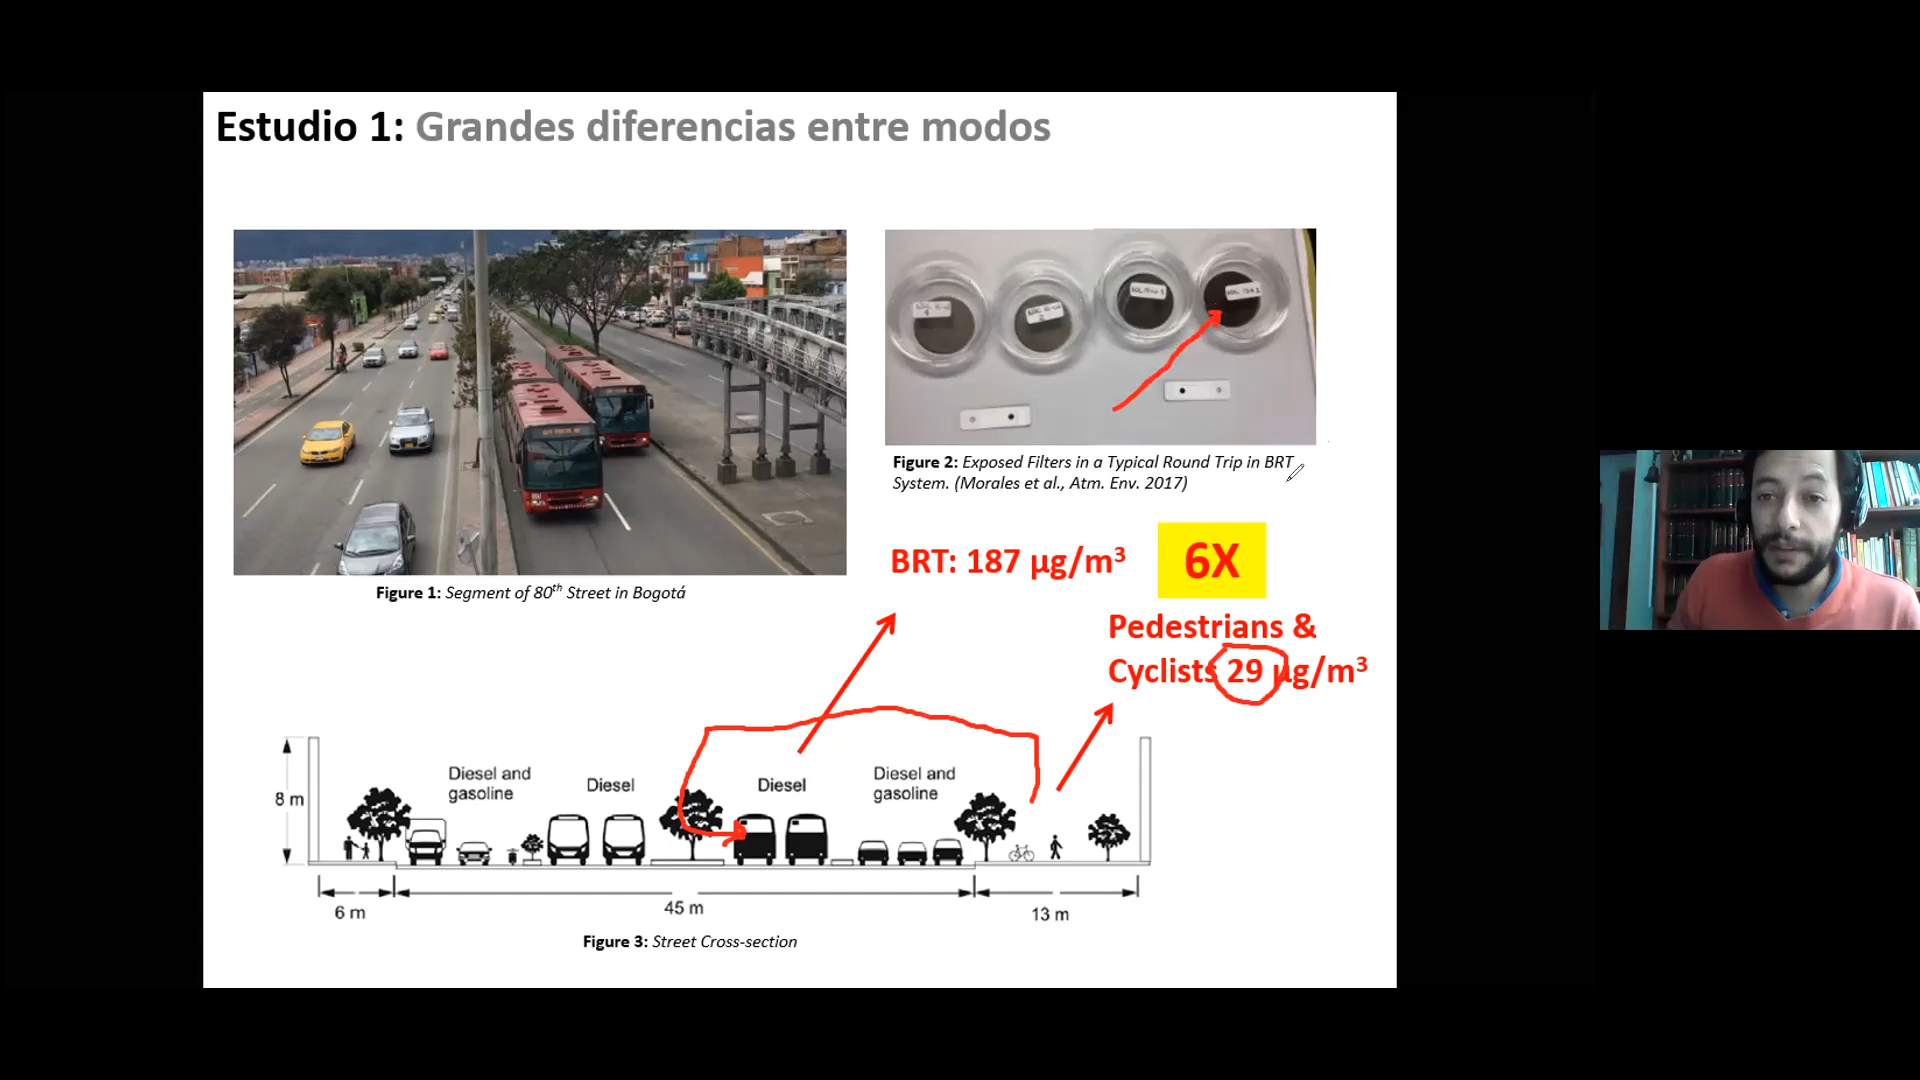 Estudio 1: Grandes diferencias entre modos
Figure 1: Segment of 80th Street in Bogotá
Figure 2: Exposed Filters in a Typical Round Trip in BRT
System. (Morales et al., Atm. Env. 2017)
BRT: 187 µg/m³
6X
Pedestrians &
Cyclists 29 µg/m³
8 m
Diesel and
gasoline
Diesel
Diesel
Diesel and
gasoline
6 m
45 m
13 m
Figure 3: Street Cross-section